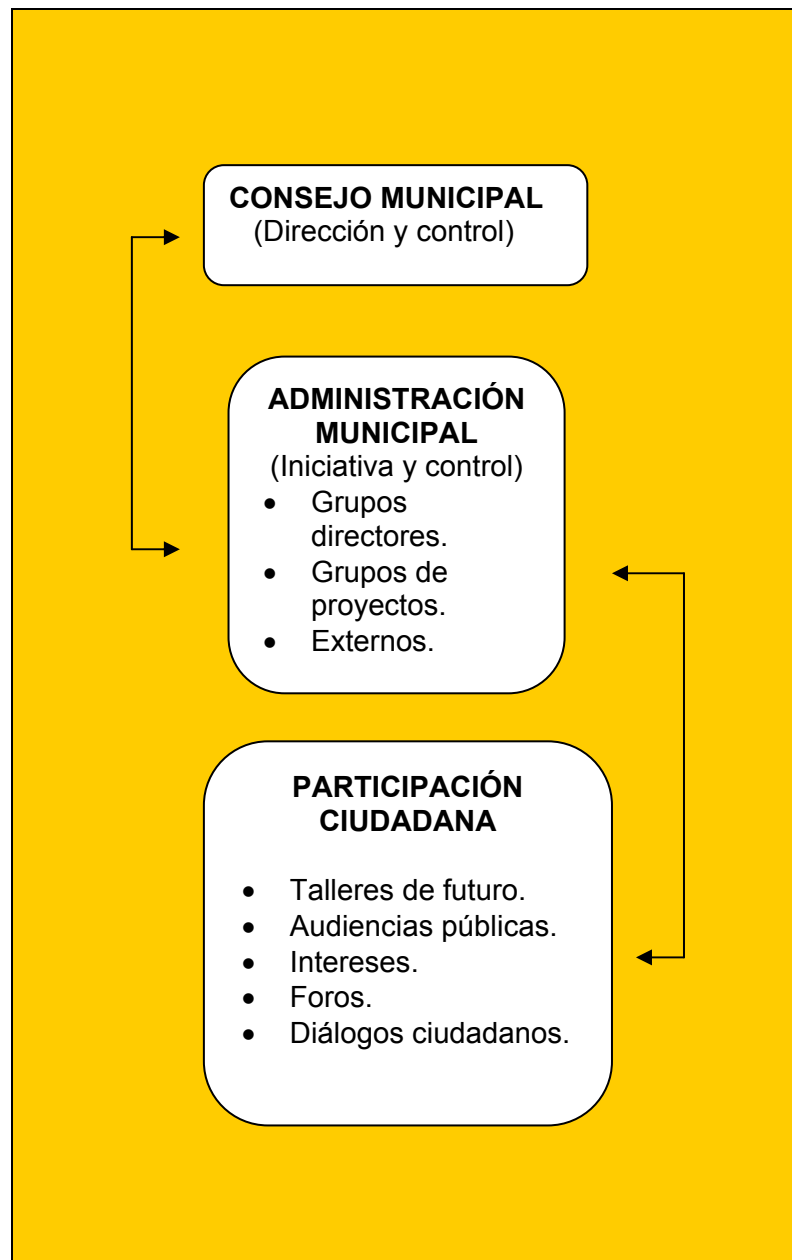 CONSEJO MUNICIPAL
(Dirección y control)
ADMINISTRACIÓN
MUNICIPAL
(Iniciativa y control)
• Grupos
directores.
• Grupos de
proyectos.
• Externos.
PARTICIPACIÓN
CIUDADANA
• Talleres de futuro.
• Audiencias públicas.
• Intereses.
• Foros.
• Diálogos ciudadanos.